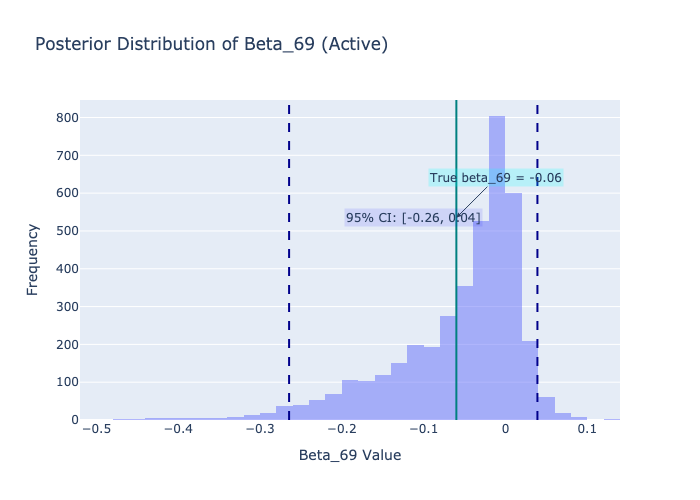 Posterior Distribution of Beta_69 (Active)
800
700
600
500
400
300
200
100
0
Frequency
True beta_69 = -0.06
95% CI: [-0.26, 0.04]
−0.5 −0.4 −0.3 −0.2 −0.1 0 0.1
Beta_69 Value